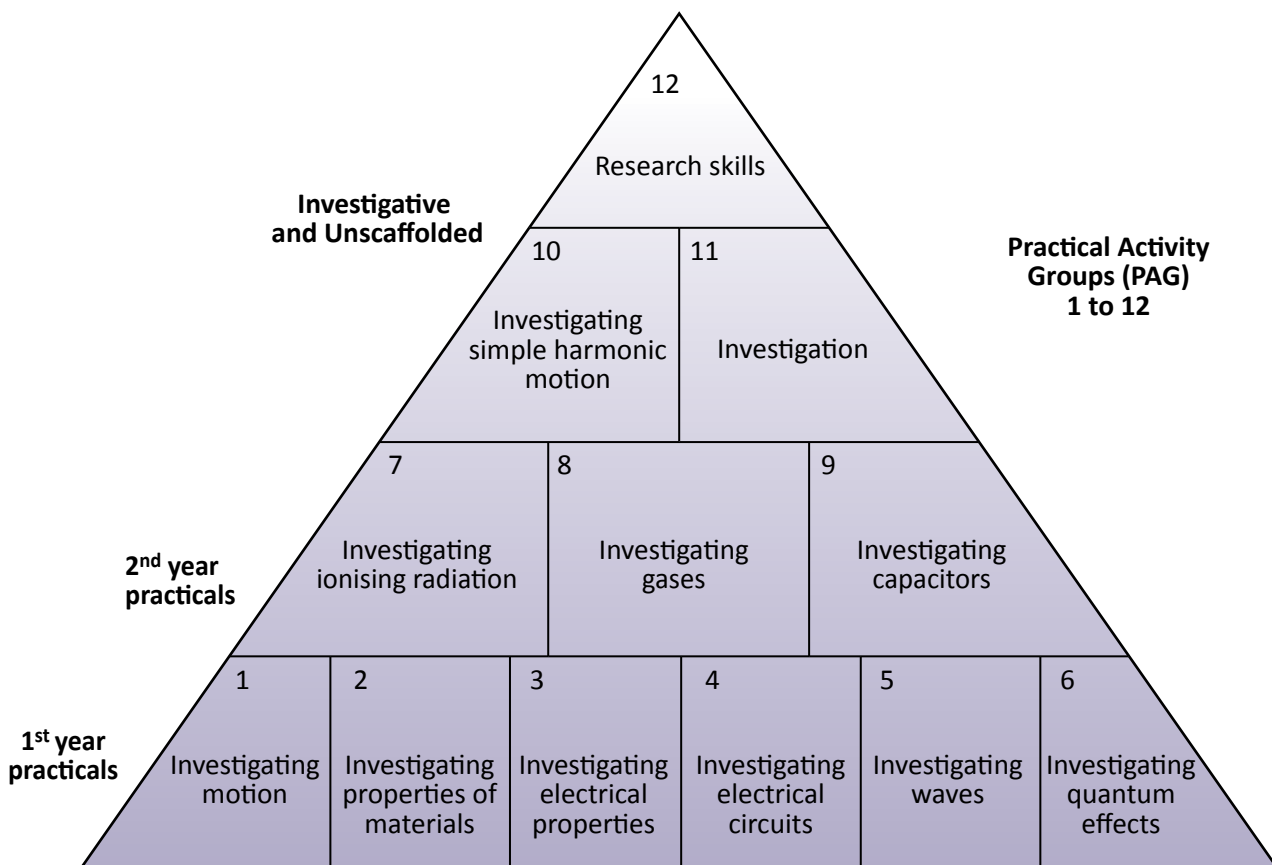 12
Research skills
Investigative
and Unscaffolded
Practical Activity
Groups (PAG)
1 to 12
10
Investigating
simple harmonic
motion
11
Investigation
2nd year
practicals
7
Investigating
ionising radiation
8
Investigating
gases
9
Investigating
capacitors
1st year
practicals
1
Investigating
motion
2
Investigating
properties of
materials
3
Investigating
electrical
properties
4
Investigating
electrical
circuits
5
Investigating
waves
6
Investigating
quantum
effects